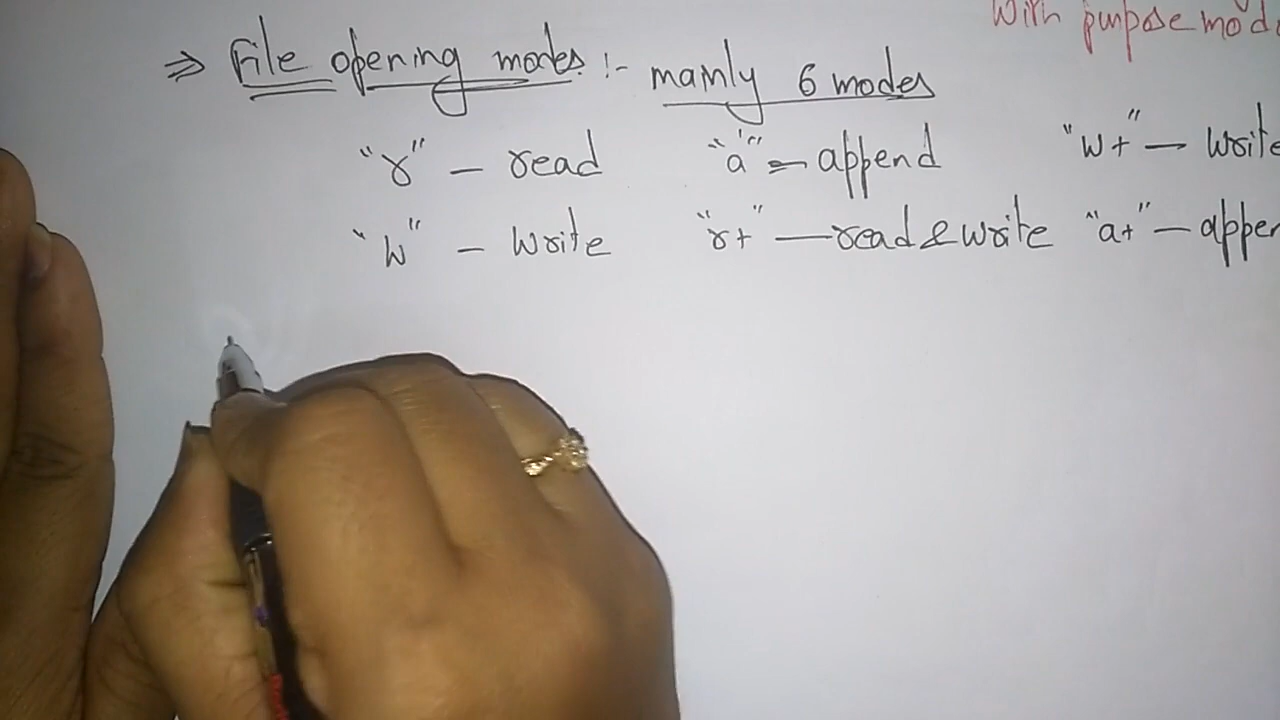 With purpose mod
⇒ File opening modes :- mainly 6 modes
"r" — read "a" — append "w+" — write
"w" — write "r+" — read & write "a+" — appen